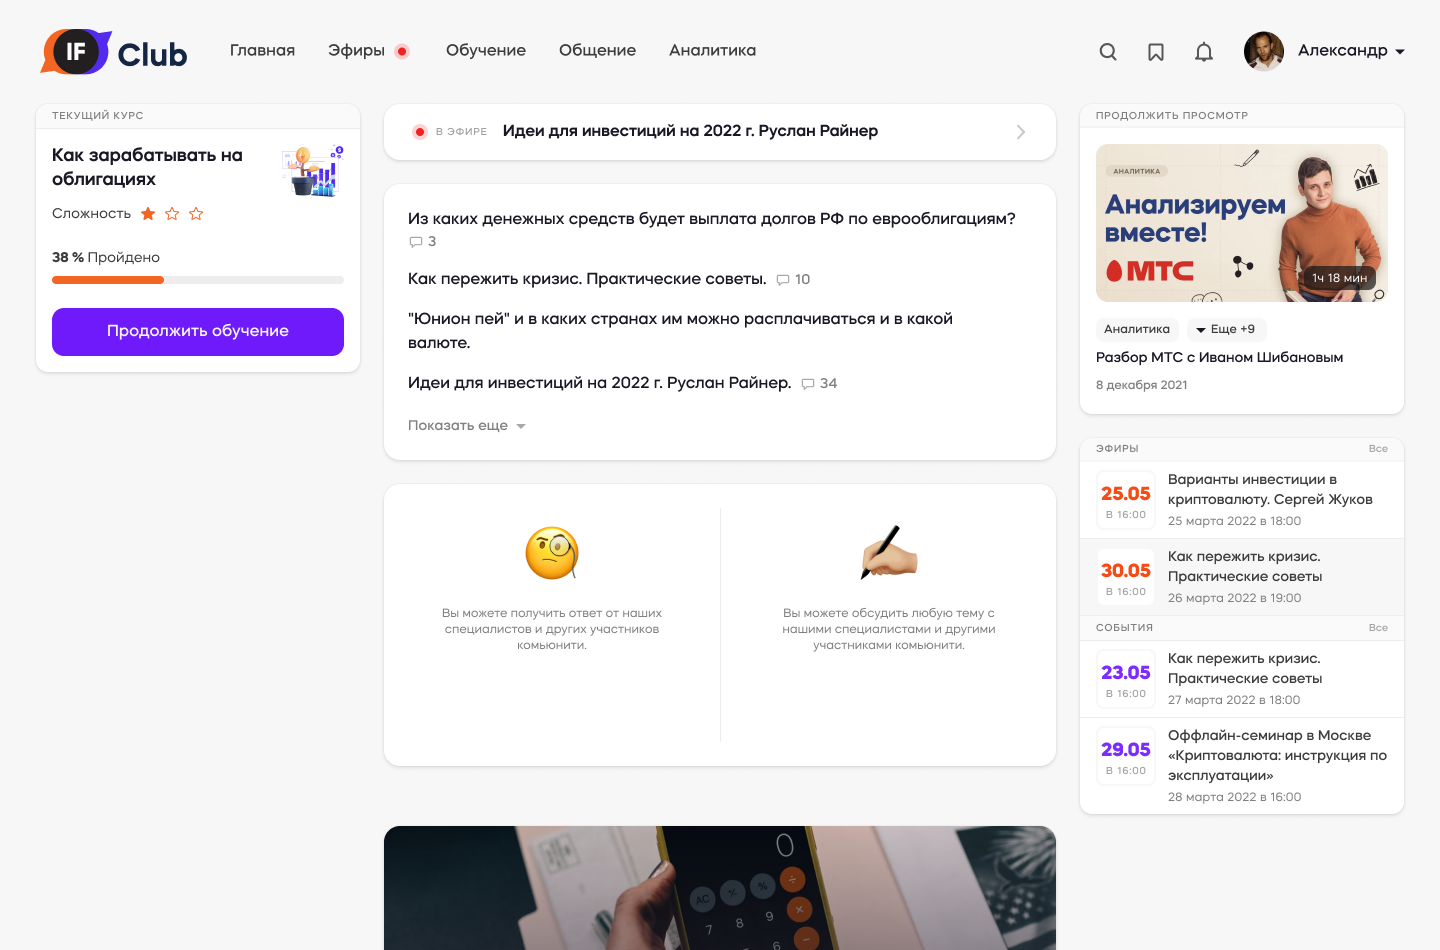 IF Club
Главная
Эфиры
Обучение
Общение
Аналитика
Александр
ТЕКУЩИЙ КУРС
Как зарабатывать на
облигациях
Сложность
38 % Пройдено
Продолжить обучение
В ЭФИРЕ
Идеи для инвестиций на 2022 г. Руслан Райнер
Из каких денежных средств будет выплата долгов РФ по еврооблигациям?
3
Как пережить кризис. Практические советы. 10
"Юнион пей" и в каких странах им можно расплачиваться и в какой
валюте.
Идеи для инвестиций на 2022 г. Руслан Райнер. 34
Показать еще
Вы можете получить ответ от наших
специалистов и других участников
комьюнити.
Вы можете обсудить любую тему с
нашими специалистами и другими
участниками комьюнити.
0
AC
%
÷
7 8 9 ×
−
ПРОДОЛЖИТЬ ПРОСМОТР
АНАЛИТИКА
Анализируем
вместе!
МТС
1ч 18 мин
Аналитика
Еще +9
Разбор МТС с Иваном Шибановым
8 декабря 2021
ЭФИРЫ
Все
25.05
В 16:00
Варианты инвестиции в
криптовалюту. Сергей Жуков
25 марта 2022 в 18:00
30.05
В 16:00
Как пережить кризис.
Практические советы
26 марта 2022 в 19:00
СОБЫТИЯ
Все
23.05
В 16:00
Как пережить кризис.
Практические советы
27 марта 2022 в 18:00
29.05
В 16:00
Оффлайн-семинар в Москве
«Криптовалюта: инструкция по
эксплуатации»
28 марта 2022 в 16:00